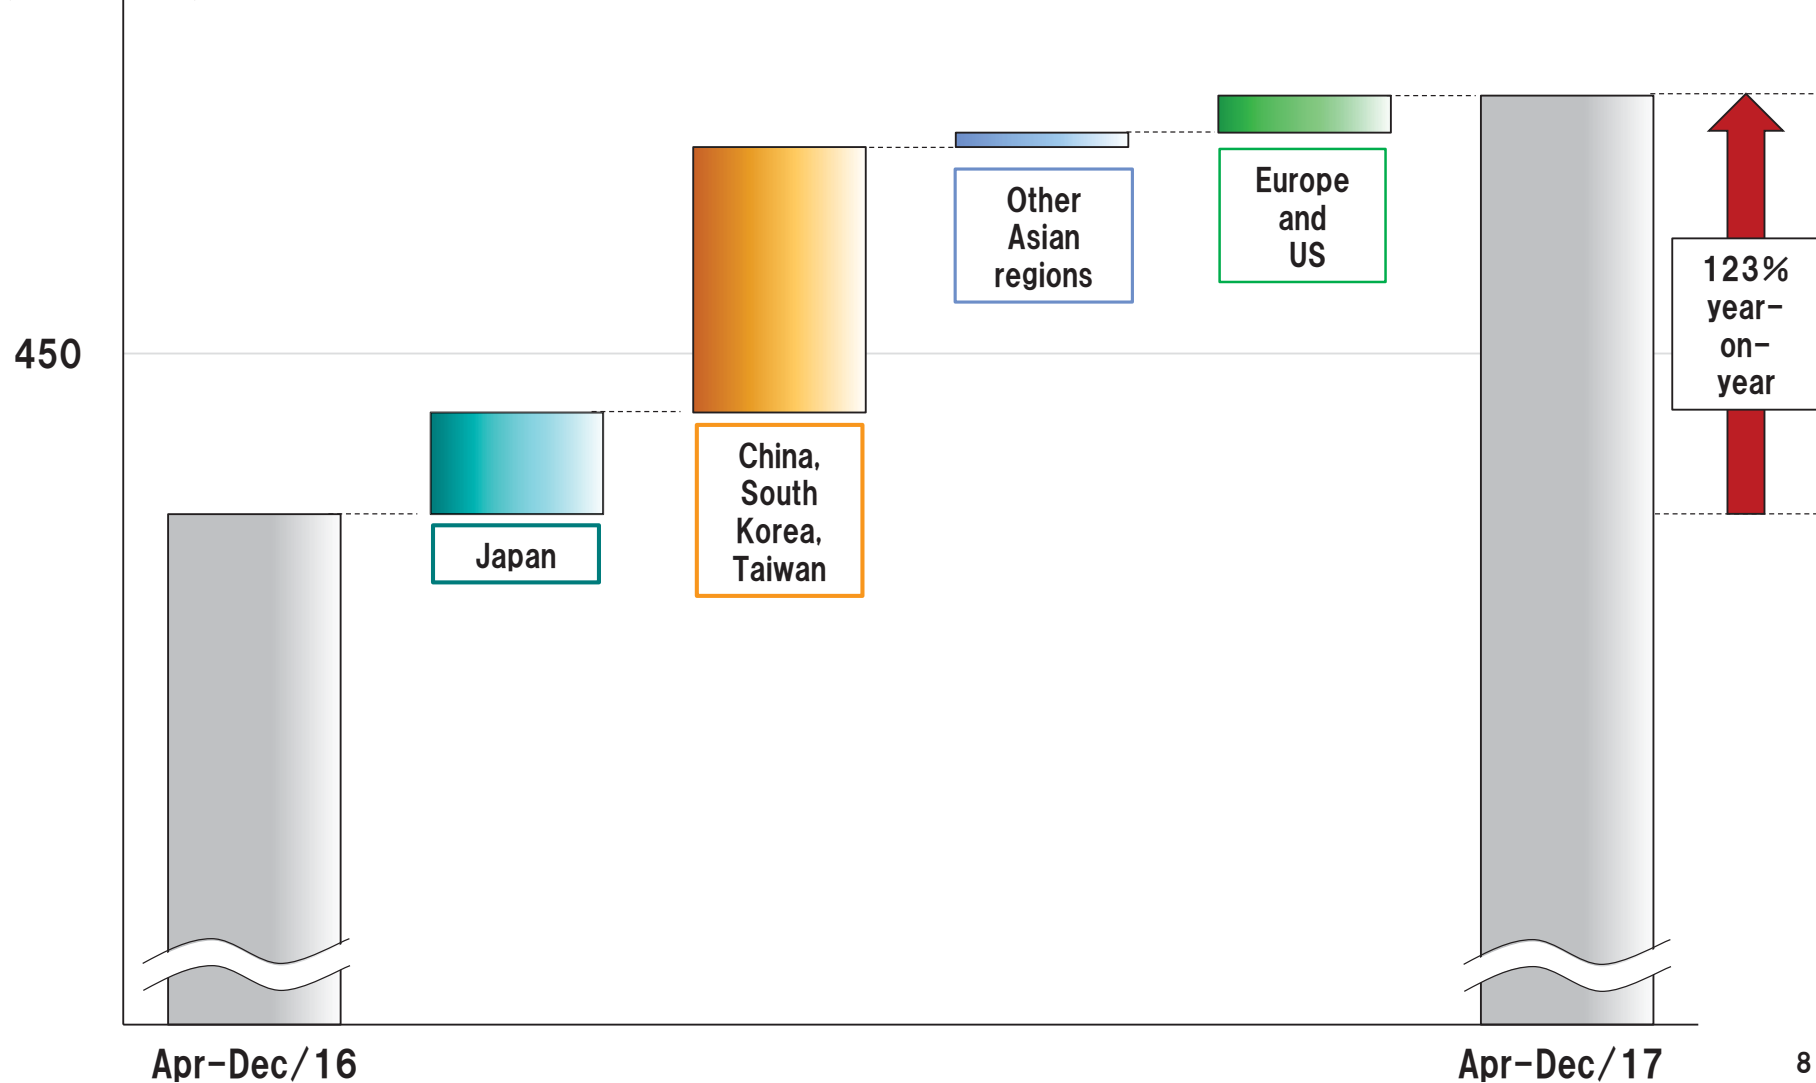 Other
Asian
regions
Europe
and
US
123%
year-
on-
year
450
China,
South
Korea,
Taiwan
Japan
Apr-Dec/16
Apr-Dec/17
8